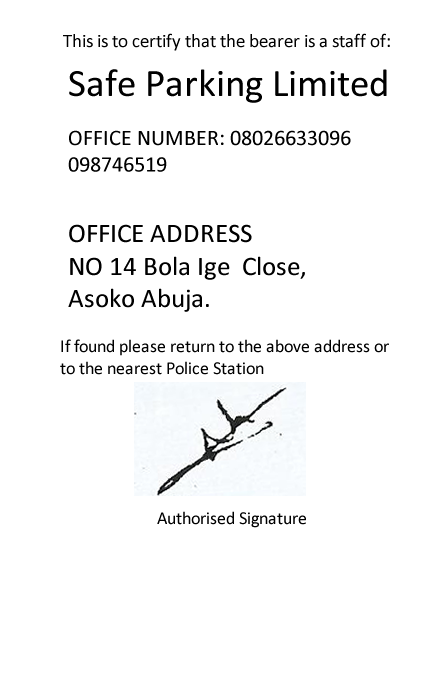 This is to certify that the bearer is a staff of:
Safe Parking Limited
OFFICE NUMBER: 08026633096
098746519
OFFICE ADDRESS
NO 14 Bola Ige Close,
Asoko Abuja.
If found please return to the above address or
to the nearest Police Station
Authorised Signature